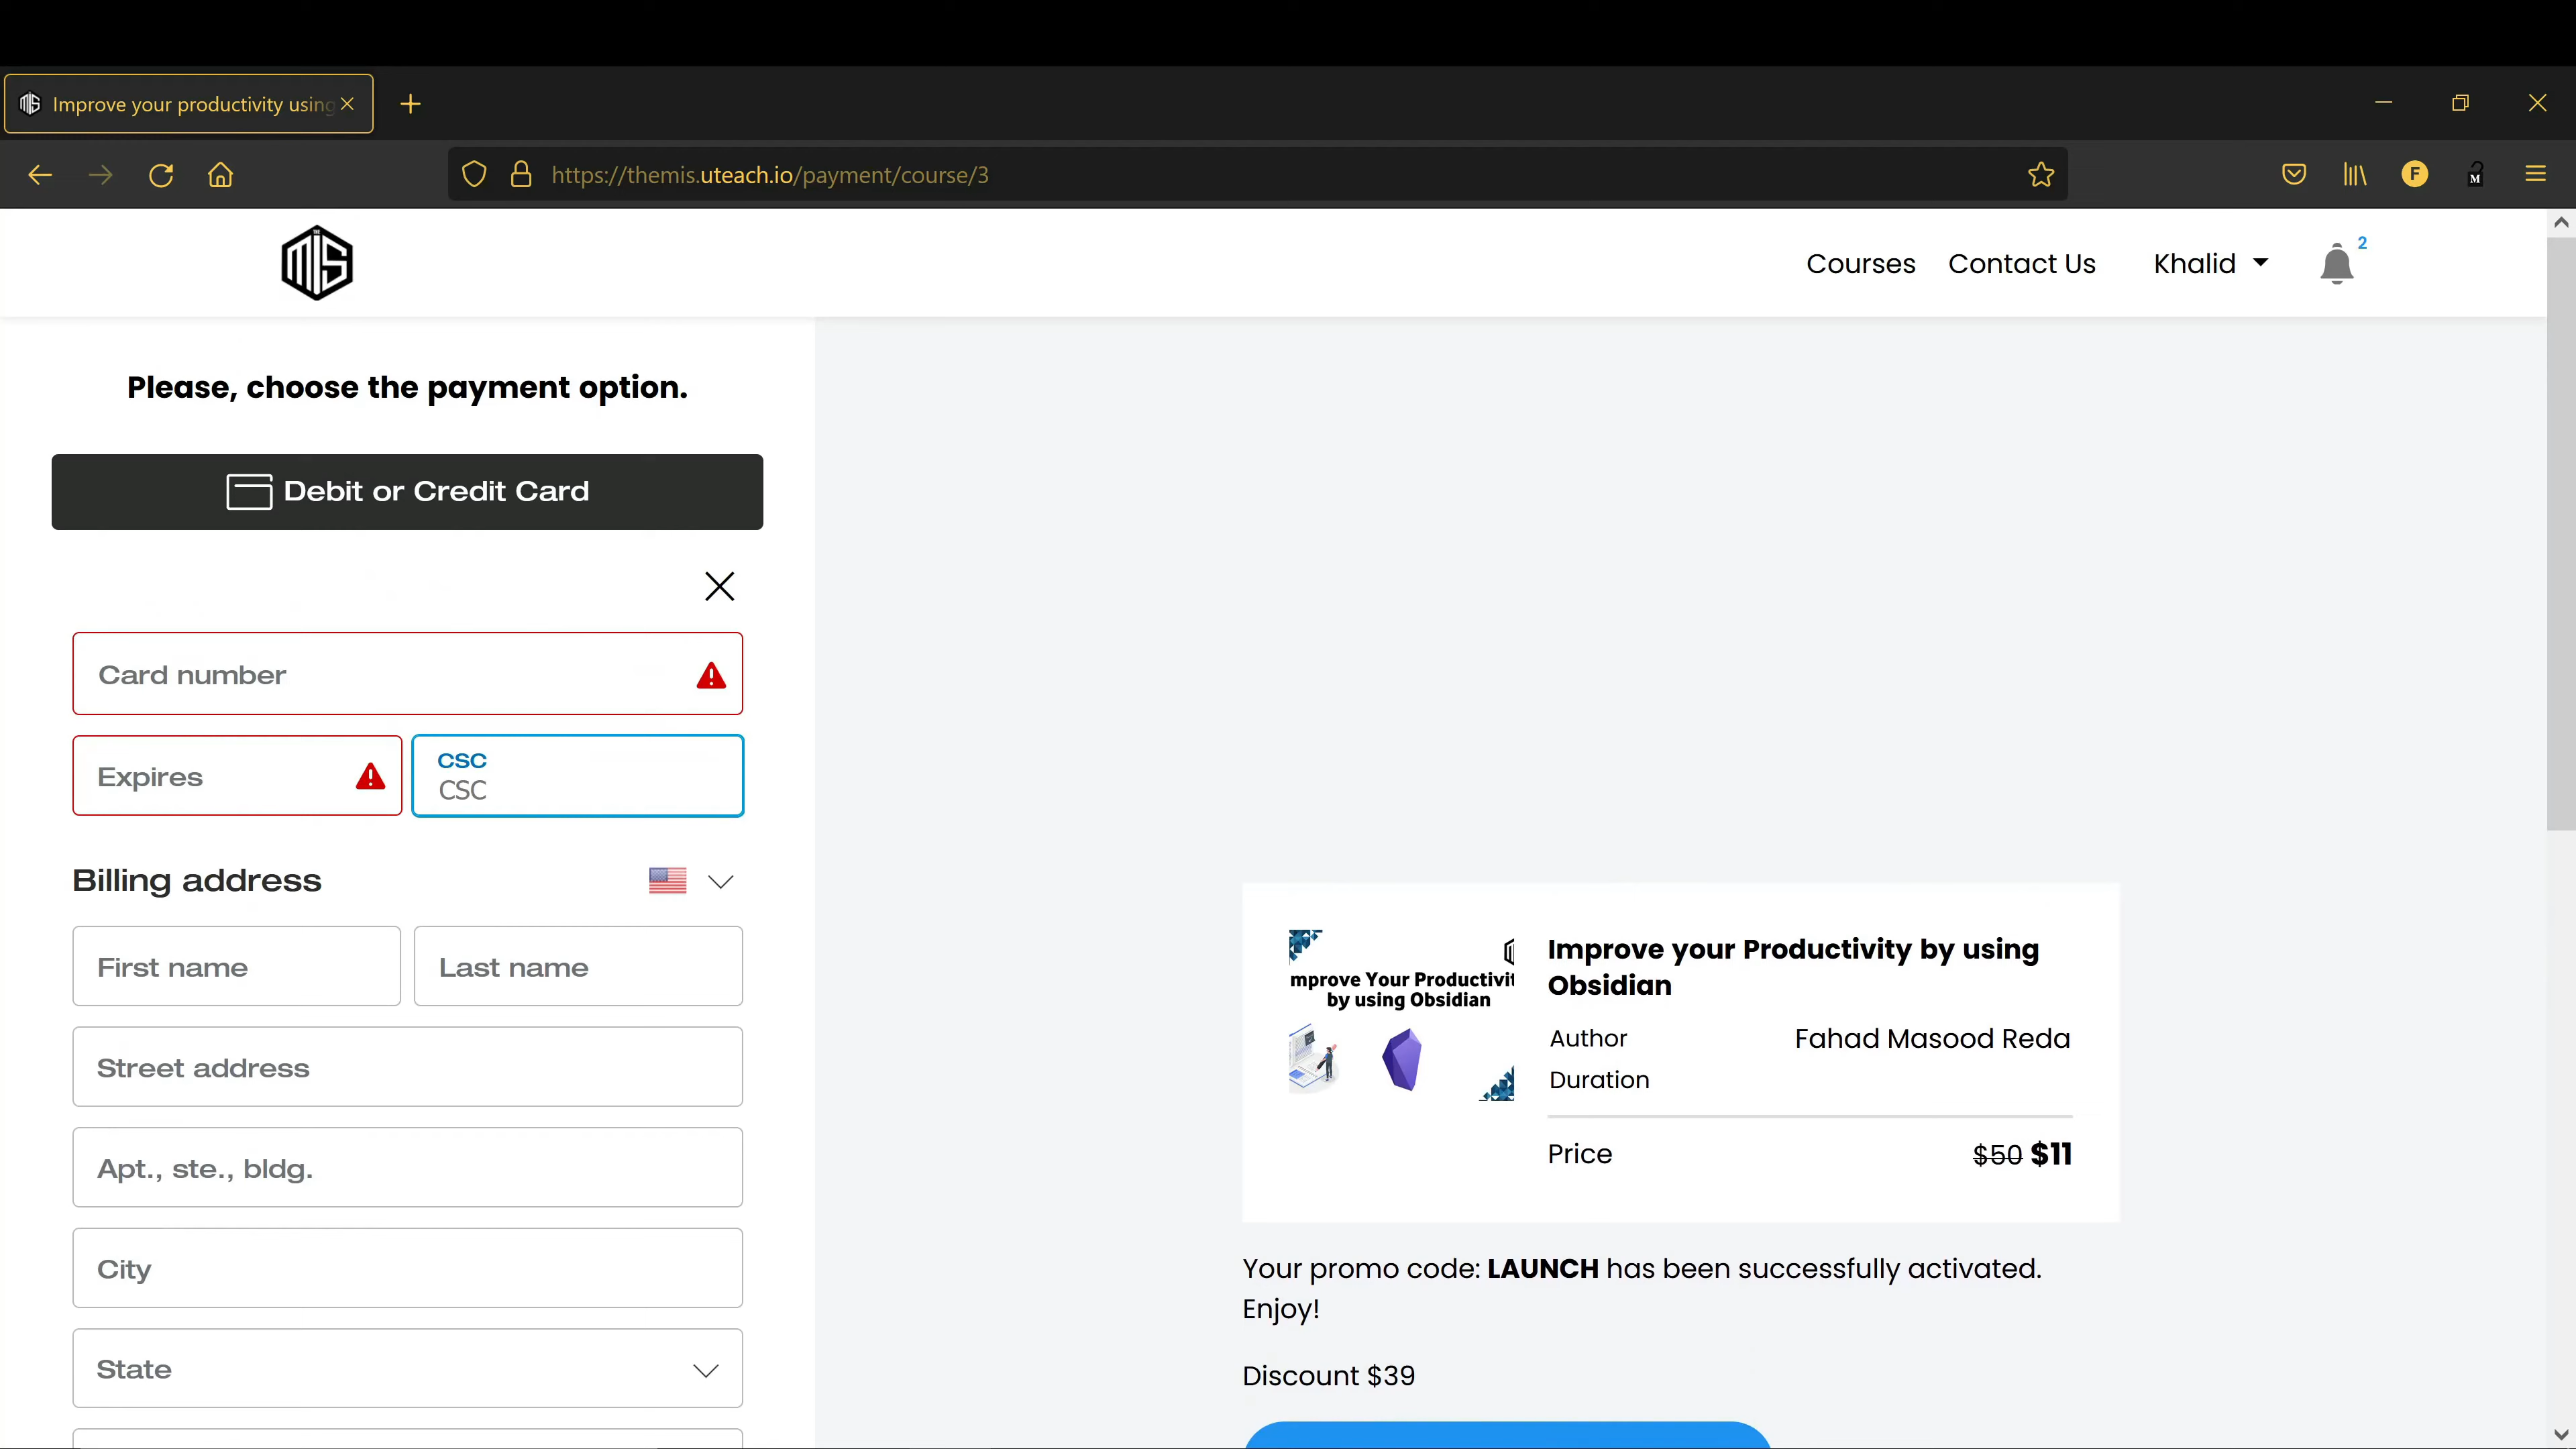 Improve your productivity using
https://themis.uteach.io/payment/course/3
F
M
THE
MIS
Courses
Contact Us
Khalid
2
Please, choose the payment option.
Debit or Credit Card
Card number
Expires
CSC
CSC
Billing address
First name
Last name
Street address
Apt., ste., bldg.
City
State
mprove Your Productivit
by using Obsidian
Improve your Productivity by using
Obsidian
Author
Fahad Masood Reda
Duration
Price
$50 $11
Your promo code: LAUNCH has been successfully activated.
Enjoy!
Discount $39